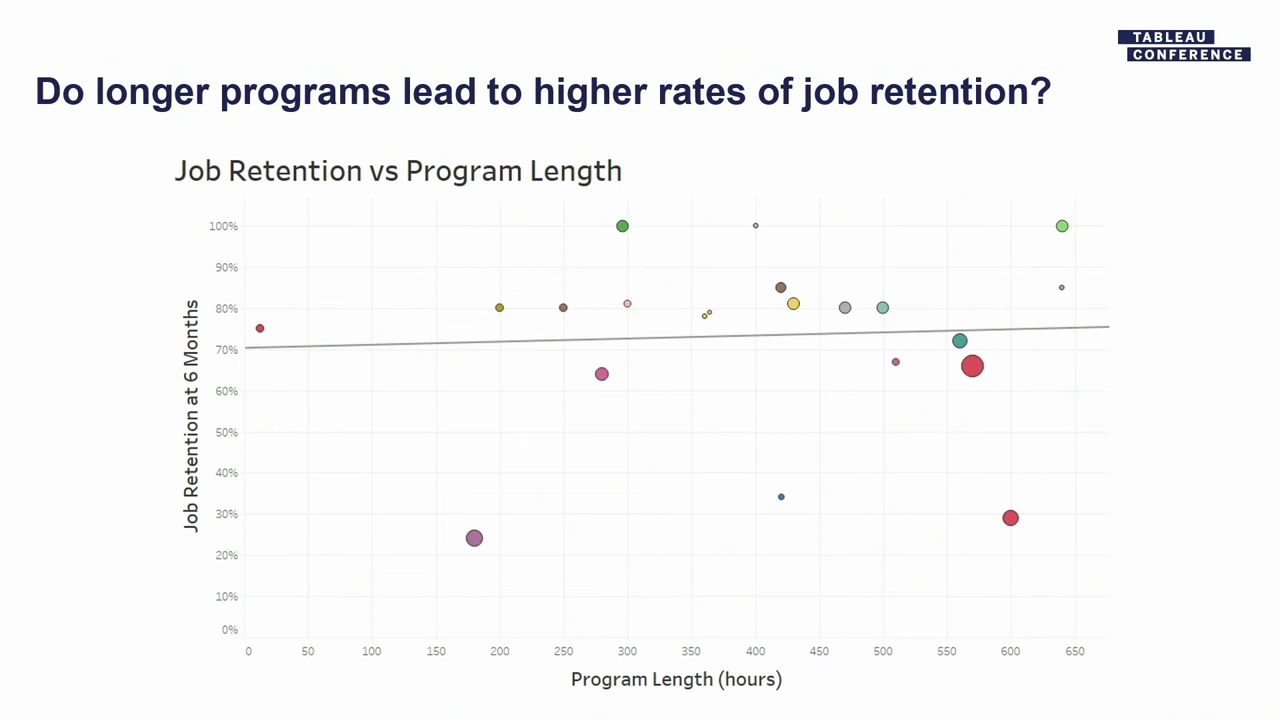 TABLEAU
CONFERENCE
Do longer programs lead to higher rates of job retention?
Job Retention vs Program Length
Job Retention at 6 Months
100%
90%
80%
70%
60%
50%
40%
30%
20%
10%
0%
0 50 100 150 200 250 300 350 400 450 500 550 600 650
Program Length (hours)